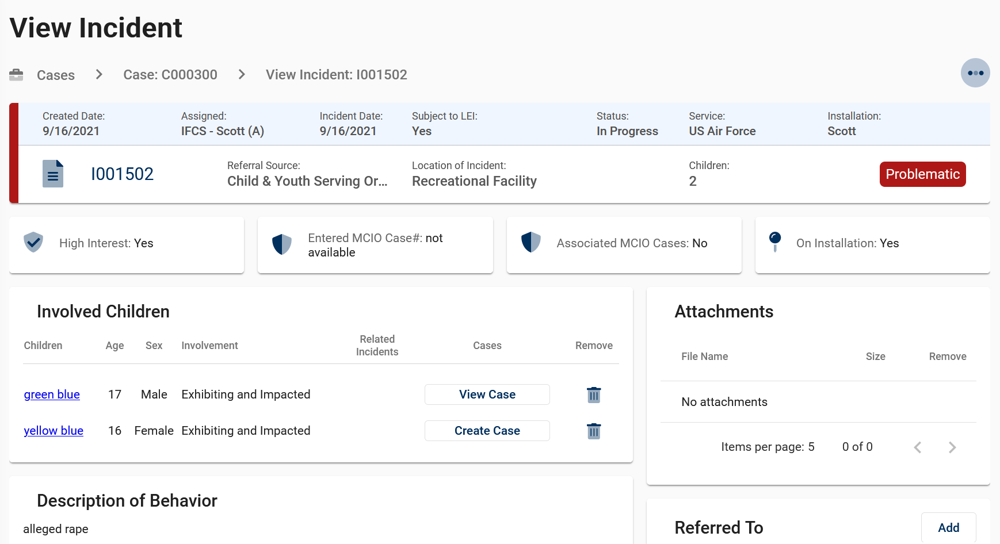 View Incident
Cases
Case: C000300
View Incident: I001502
Created Date:
9/16/2021
Assigned:
IFCS - Scott (A)
Incident Date:
9/16/2021
Subject to LEI:
Yes
Status:
In Progress
Service:
US Air Force
Installation:
Scott
I001502
Referral Source:
Child & Youth Serving Or...
Location of Incident:
Recreational Facility
Children:
2
Problematic
High Interest: Yes
Entered MCIO Case#: not
available
Associated MCIO Cases: No
On Installation: Yes
Involved Children
Children Age Sex Involvement Related Incidents Cases Remove
green blue 17 Male Exhibiting and Impacted View Case
yellow blue 16 Female Exhibiting and Impacted Create Case
Description of Behavior
alleged rape
Attachments
File Name Size Remove
No attachments
Items per page: 5 0 of 0
Referred To
Add